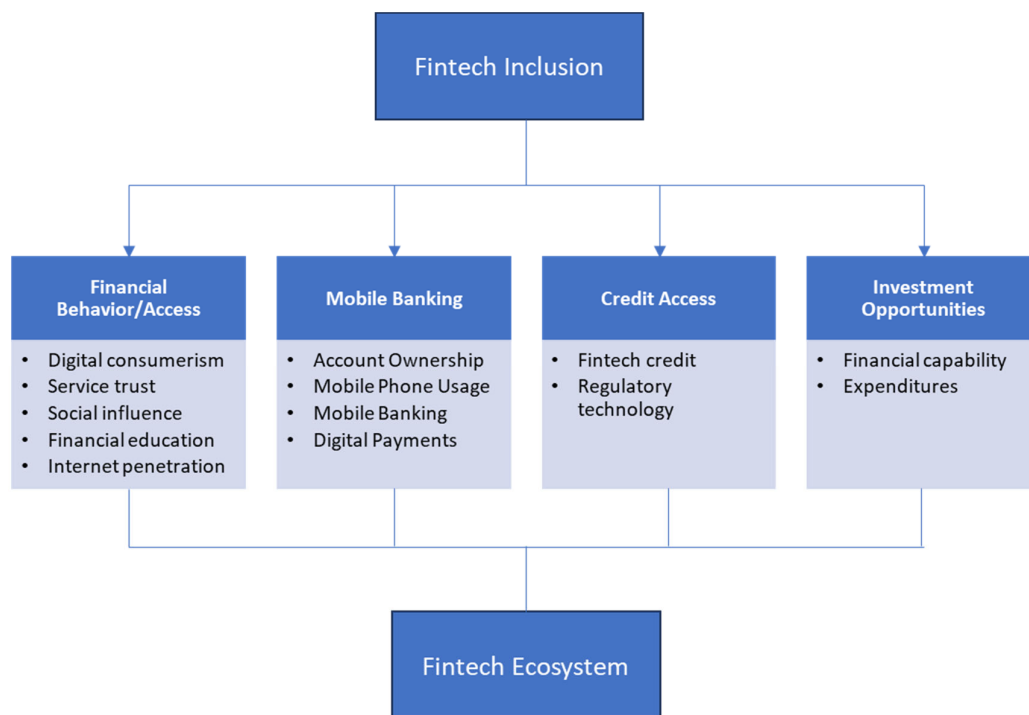 Fintech Inclusion
Financial
Behavior/Access
• Digital consumerism
• Service trust
• Social influence
• Financial education
• Internet penetration
Mobile Banking
• Account Ownership
• Mobile Phone Usage
• Mobile Banking
• Digital Payments
Credit Access
• Fintech credit
• Regulatory
technology
Investment
Opportunities
• Financial capability
• Expenditures
Fintech Ecosystem